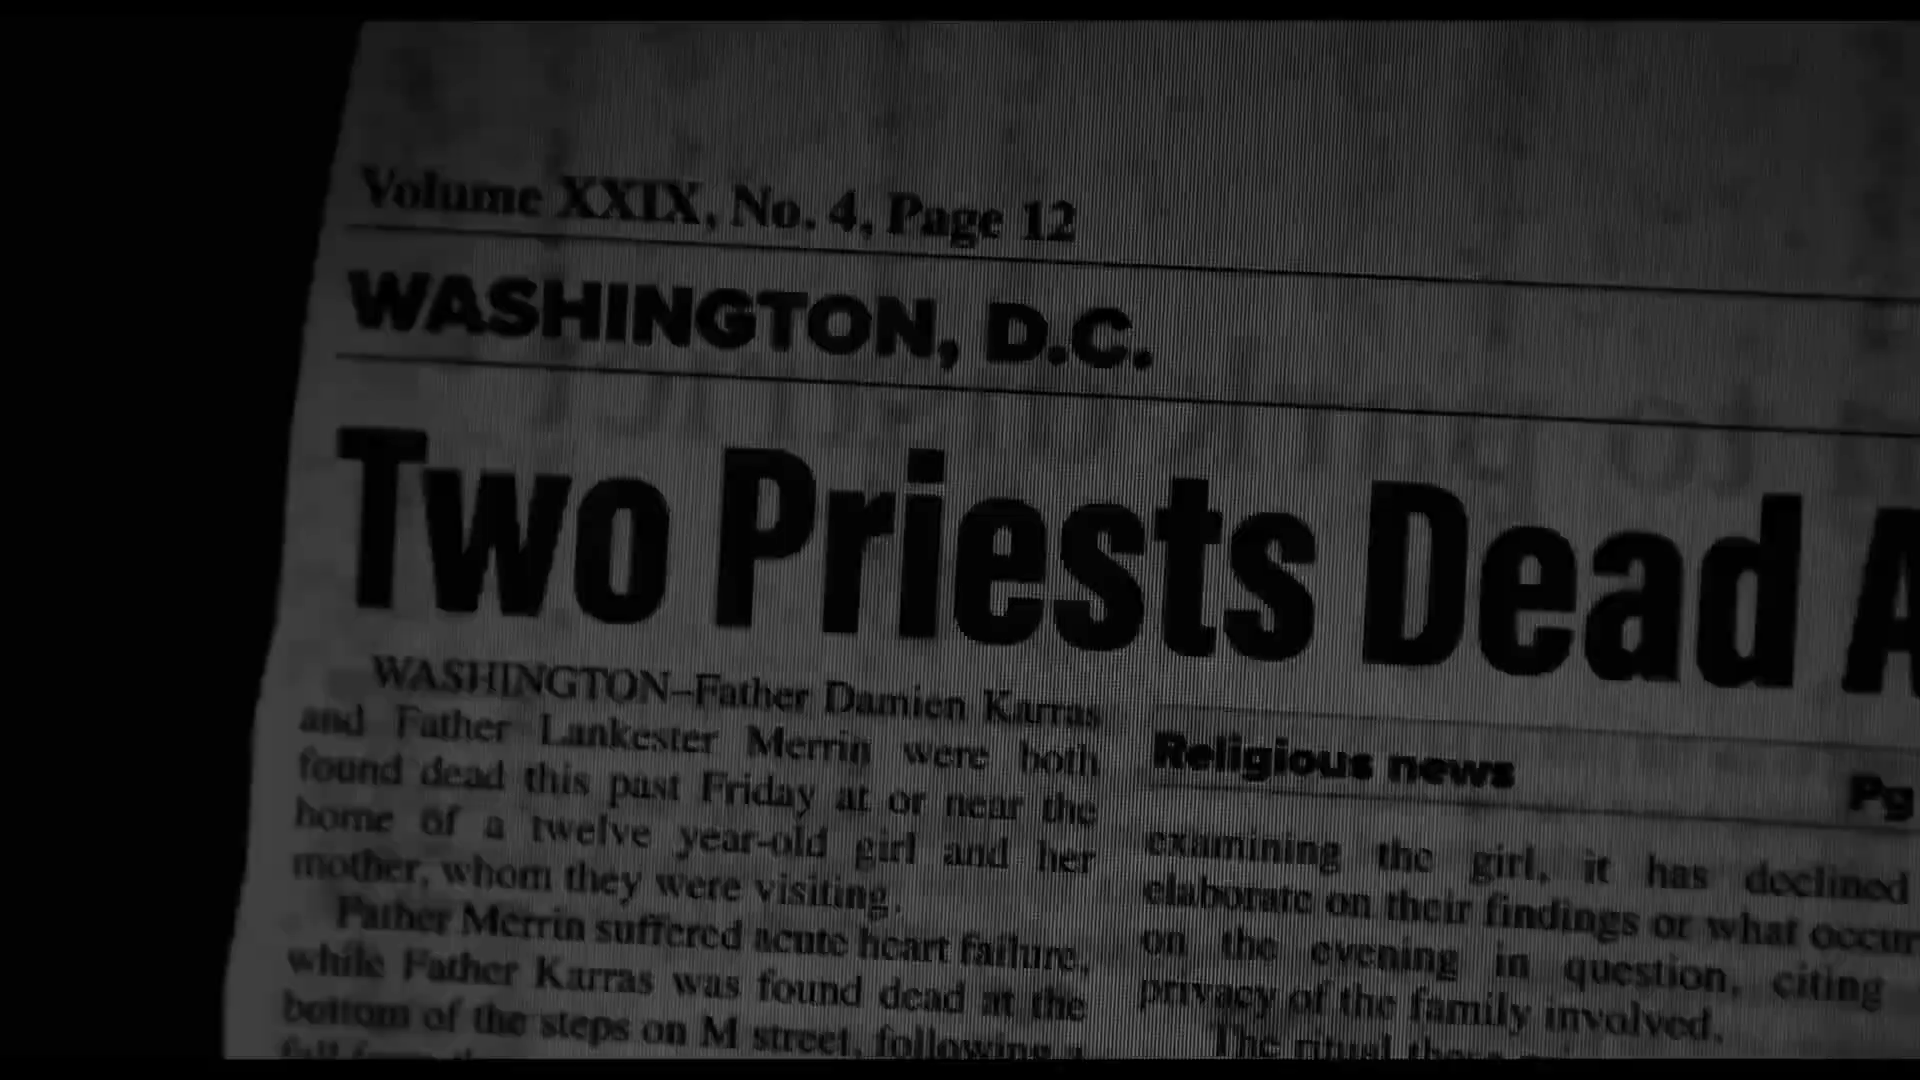 Volume XXIX, No. 4, Page 12
WASHINGTON, D.C.
Two Priests Dead A
WASHINGTON–Father Damien Karras
and Father Lankester Merrin were both
found dead this past Friday at or near the
home of a twelve year-old girl and her
mother, whom they were visiting.
Father Merrin suffered acute heart failure,
while Father Karras was found dead at the
bottom of the steps on M street, following a
Religious news
Pg
examining the girl, it has declined
elaborate on their findings or what occur
on the evening in question, citing
privacy of the family involved.
The ritual